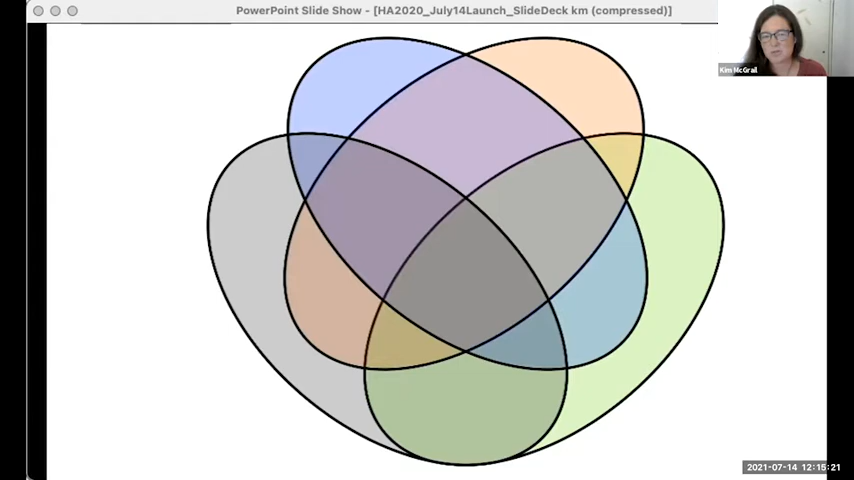 PowerPoint Slide Show - [HA2020_July14Launch_SlideDeck km (compressed)]
Kim McGrail
2021-07-14 12:15:21